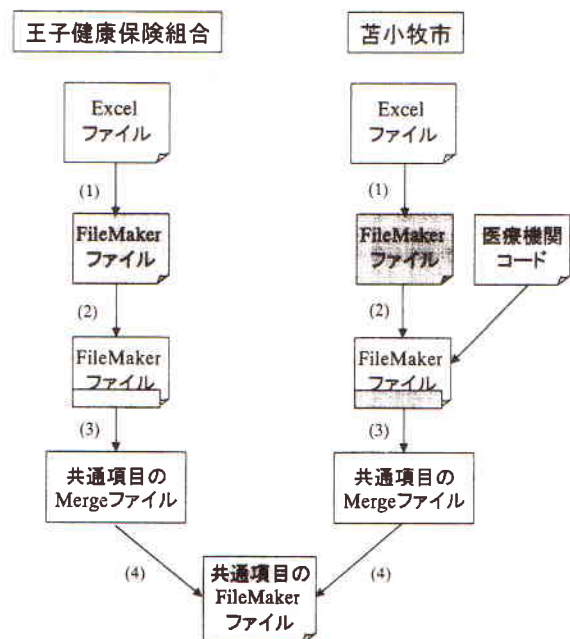 王子健康保険組合
苫小牧市
Excel
ファイル
Excel
ファイル
(1)
(1)
FileMaker
ファイル
FileMaker
ファイル
医療機関
コード
(2)
(2)
FileMaker
ファイル
FileMaker
ファイル
(3)
(3)
共通項目の
Mergeファイル
共通項目の
Mergeファイル
(4)
(4)
共通項目の
FileMaker
ファイル